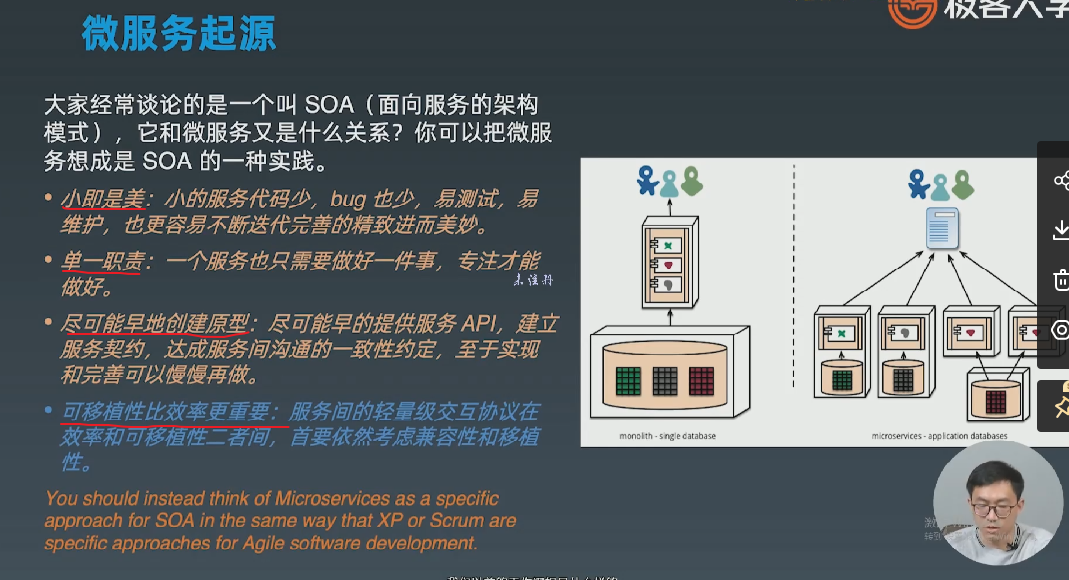 微服务起源
极客大学
大家经常谈论的是一个叫 SOA（面向服务的架构
模式），它和微服务又是什么关系？你可以把微服
务想成是 SOA 的一种实践。
• 小即是美：小的服务代码少，bug 也少，易测试，易
维护，也更容易不断迭代完善的精致进而美妙。
• 单一职责：一个服务也只需要做好一件事，专注才能
做好。
• 尽可能早地创建原型：尽可能早的提供服务 API，建立
服务契约，达成服务间沟通的一致性约定，至于实现
和完善可以慢慢再做。
• 可移植性比效率更重要：服务间的轻量级交互协议在
效率和可移植性二者间，首要依然考虑兼容性和移植
性。
You should instead think of Microservices as a specific
approach for SOA in the same way that XP or Scrum are
specific approaches for Agile software development.
monolith - single database
microservices - application databases